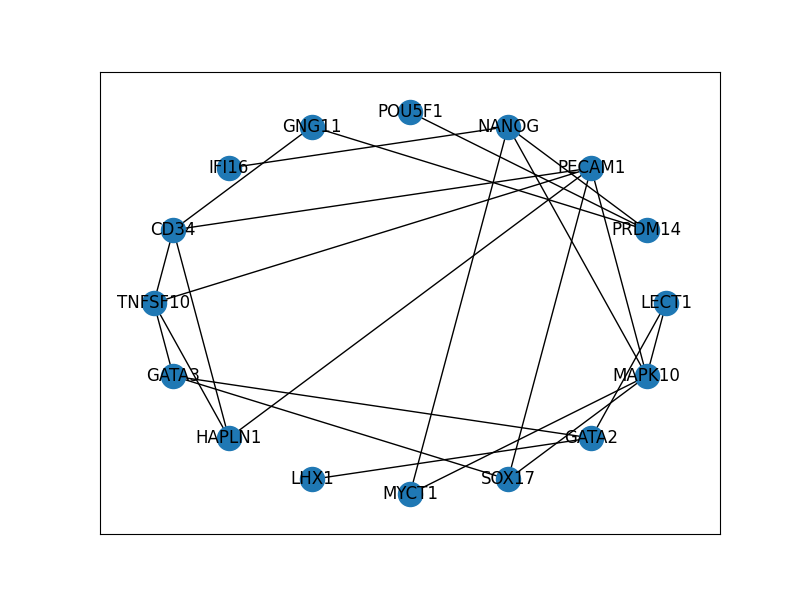 POU5F1
GNG11
NANOG
IFI16
PECAM1
CD34
PRDM14
TNFSF10
LECT1
GATA3
MAPK10
HAPLN1
GATA2
LHX1
SOX17
MYCT1